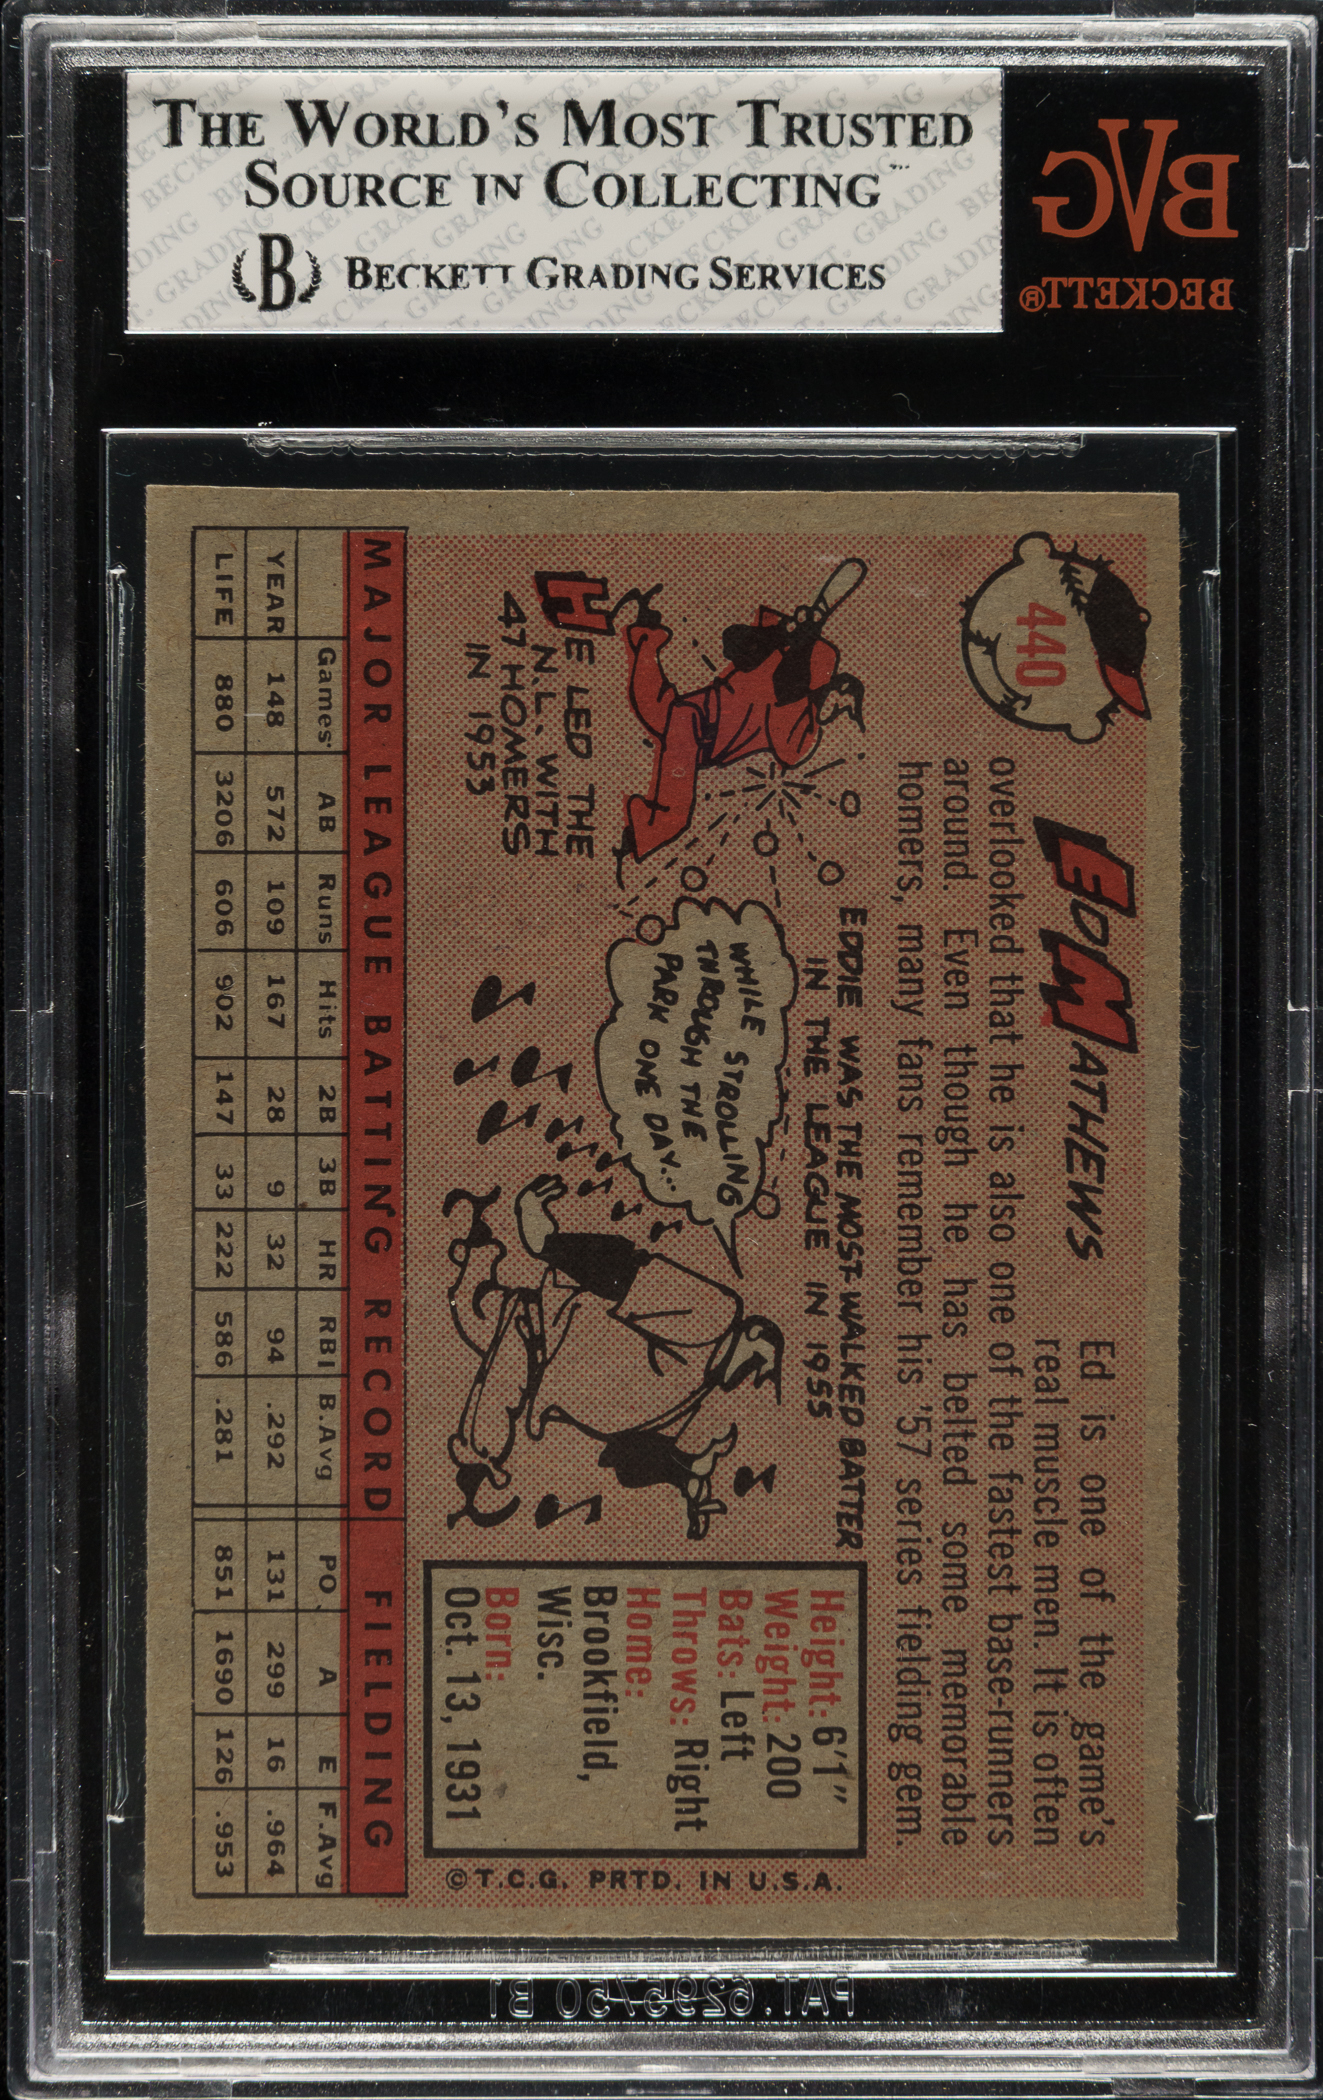 THE WORLD'S MOST TRUSTED
SOURCE IN COLLECTING™
B BECKETT GRADING SERVICES
BVG
BECKETT®
440
ED MATHEWS
Ed is one of the game's
real muscle men. It is often
overlooked that he is also one of the fastest base-runners
around. Even though he has belted some memorable
homers, many fans remember his '57 series fielding gem.
EDDIE WAS THE MOST-WALKED BATTER
IN THE LEAGUE IN 1955
WHILE STROLLING
THROUGH THE
PARK ONE DAY...
HE LED THE
N.L. WITH
47 HOMERS
IN 1953
Height: 6'1"
Weight: 200
Bats: Left
Throws: Right
Home:
Brookfield,
Wisc.
Born:
Oct. 13, 1931
© T.C.G. PRTD. IN U.S.A.
MAJOR LEAGUE BATTING RECORD FIELDING
Games AB Runs Hits 2B 3B HR RBI B.Avg PO A E F.Avg
YEAR 148 572 109 167 28 9 32 94 .292 131 299 16 .964
LIFE 880 3206 606 902 147 33 222 586 .281 851 1690 126 .953
PAT.6295750 B1